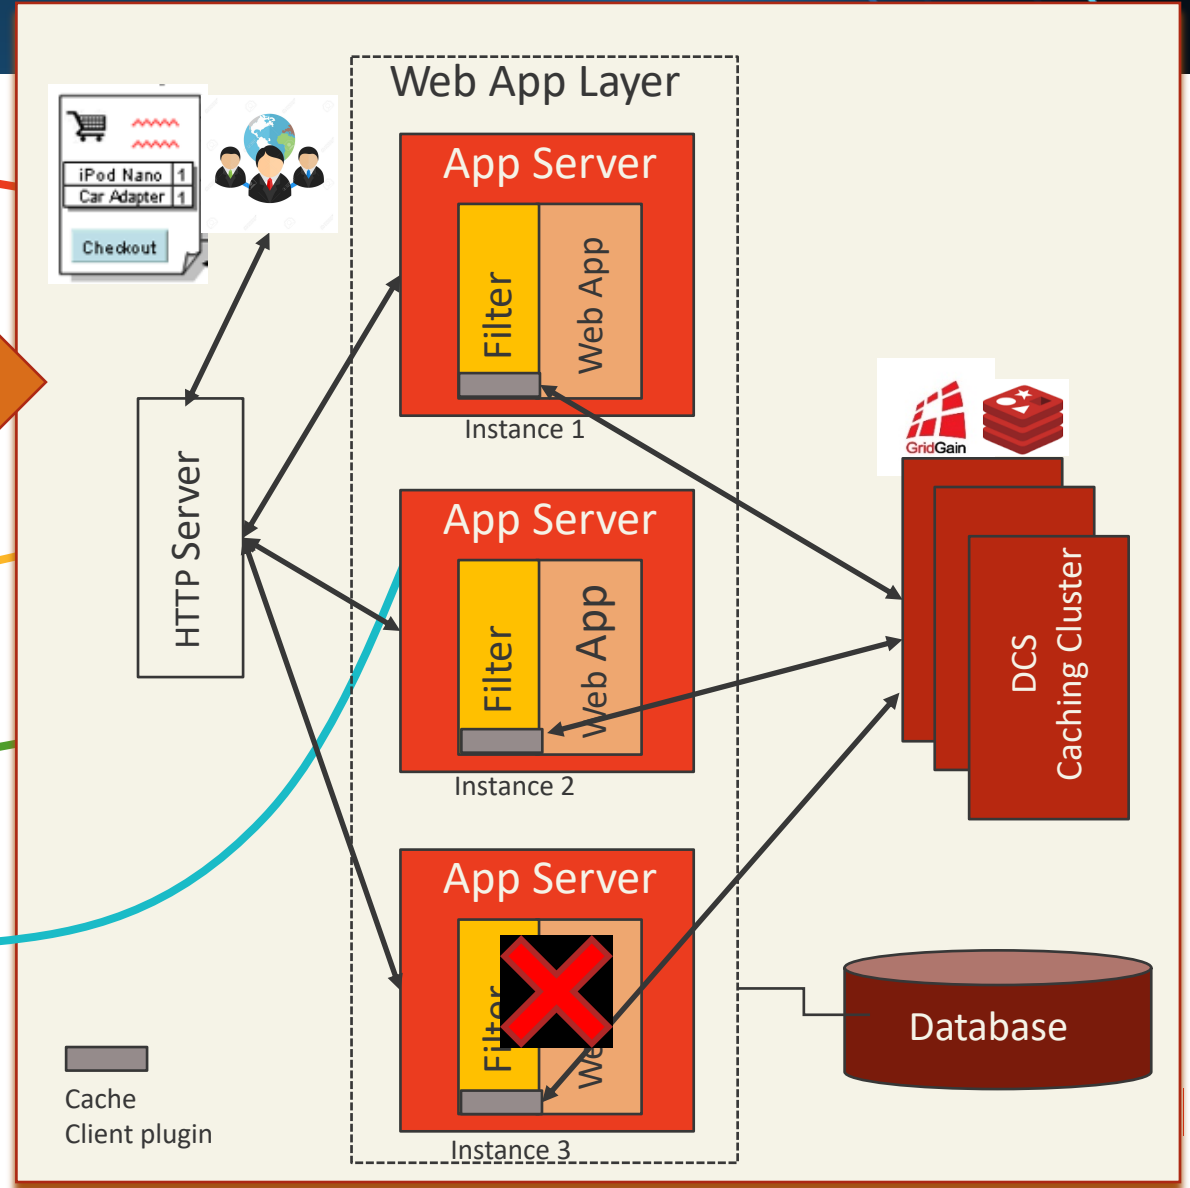 Web App Layer
iPod Nano 1
Car Adapter 1
Checkout
HTTP Server
App Server
Filter
Web App
Instance 1
App Server
Filter
Web App
Instance 2
App Server
Filter
We
Instance 3
GridGain
DCS
Caching Cluster
Database
Cache
Client plugin